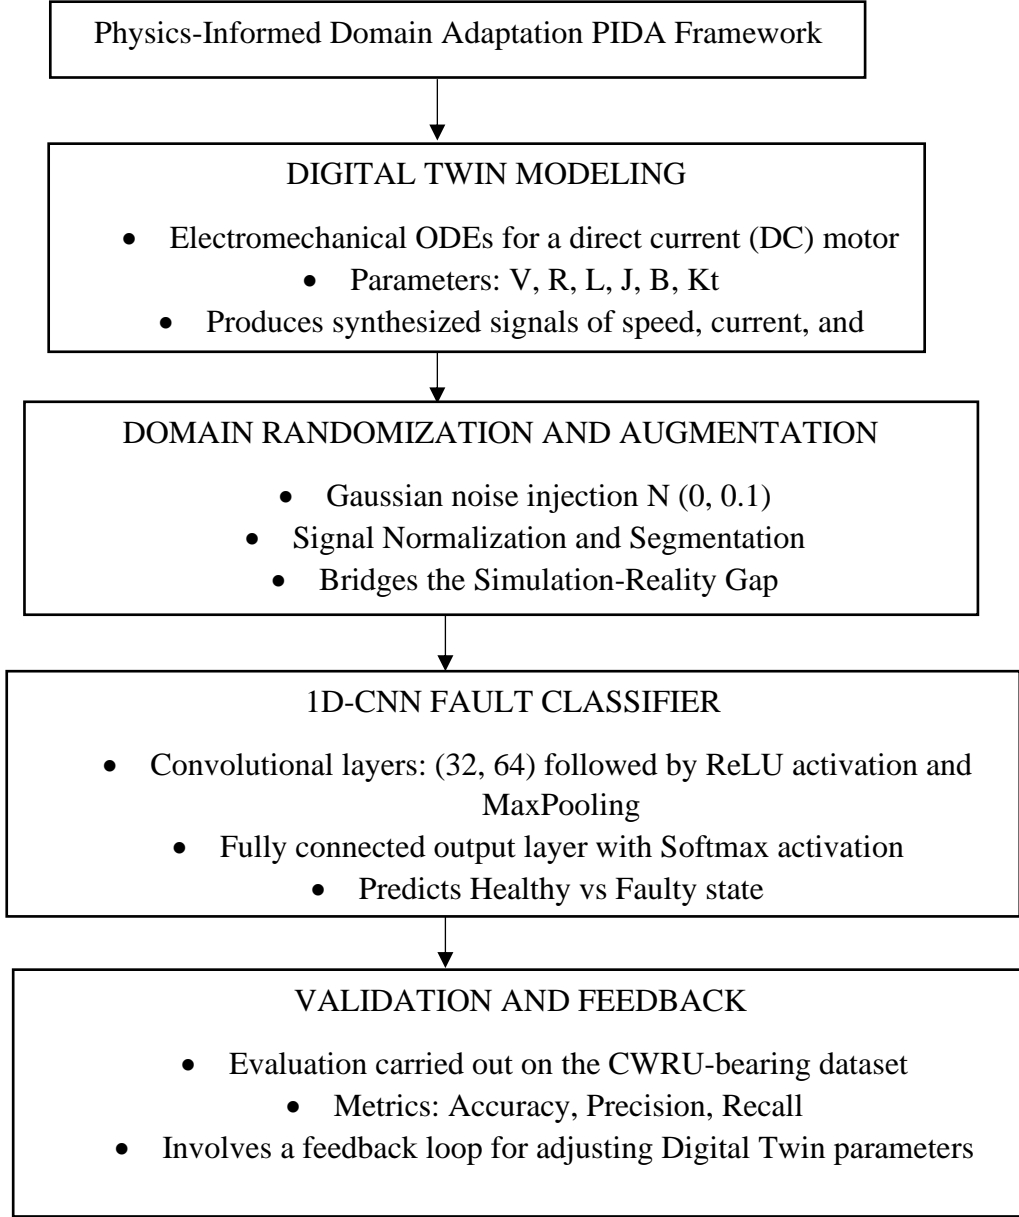 Physics-Informed Domain Adaptation PIDA Framework
DIGITAL TWIN MODELING
• Electromechanical ODEs for a direct current (DC) motor
• Parameters: V, R, L, J, B, Kt
• Produces synthesized signals of speed, current, and
DOMAIN RANDOMIZATION AND AUGMENTATION
• Gaussian noise injection N (0, 0.1)
• Signal Normalization and Segmentation
• Bridges the Simulation-Reality Gap
1D-CNN FAULT CLASSIFIER
• Convolutional layers: (32, 64) followed by ReLU activation and
MaxPooling
• Fully connected output layer with Softmax activation
• Predicts Healthy vs Faulty state
VALIDATION AND FEEDBACK
• Evaluation carried out on the CWRU-bearing dataset
• Metrics: Accuracy, Precision, Recall
• Involves a feedback loop for adjusting Digital Twin parameters